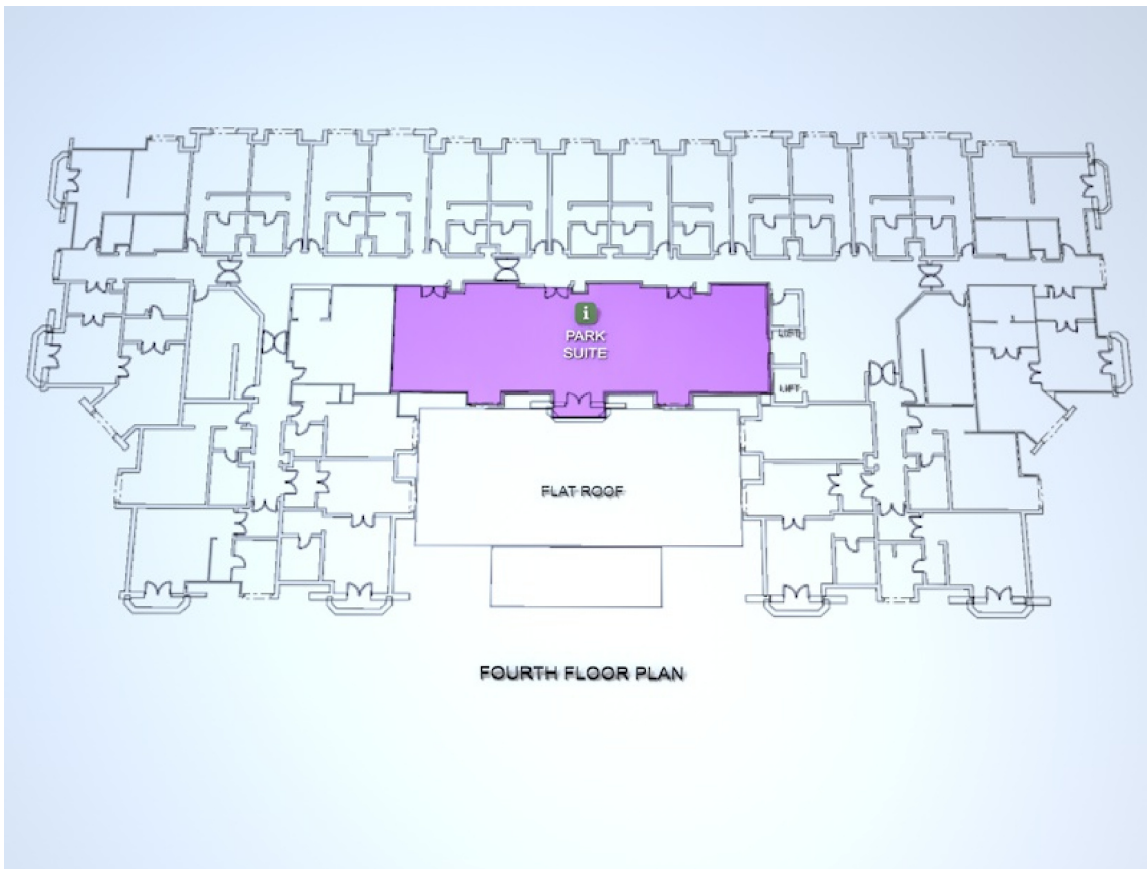 i
PARK
SUITE
LIFT
LIFT
FLAT ROOF
FOURTH FLOOR PLAN